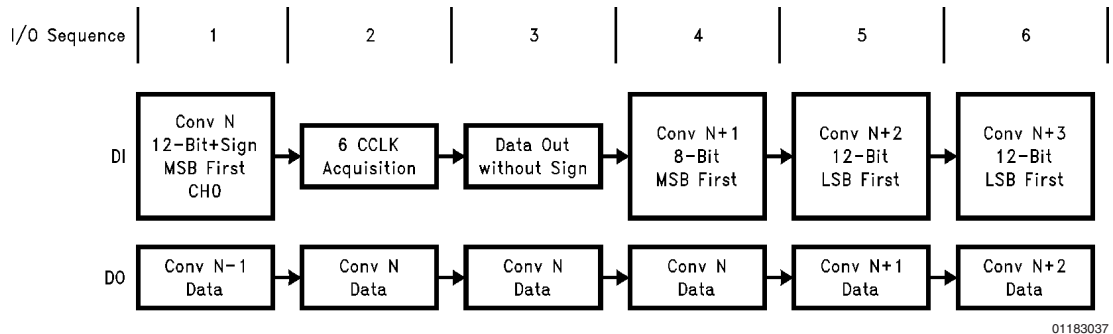 I/O Sequence 1 2 3 4 5 6
DI
Conv N
12-Bit+Sign
MSB First
CH0
6 CCLK
Acquisition
Data Out
without Sign
Conv N+1
8-Bit
MSB First
Conv N+2
12-Bit
LSB First
Conv N+3
12-Bit
LSB First
DO
Conv N-1
Data
Conv N
Data
Conv N
Data
Conv N
Data
Conv N+1
Data
Conv N+2
Data
01183037